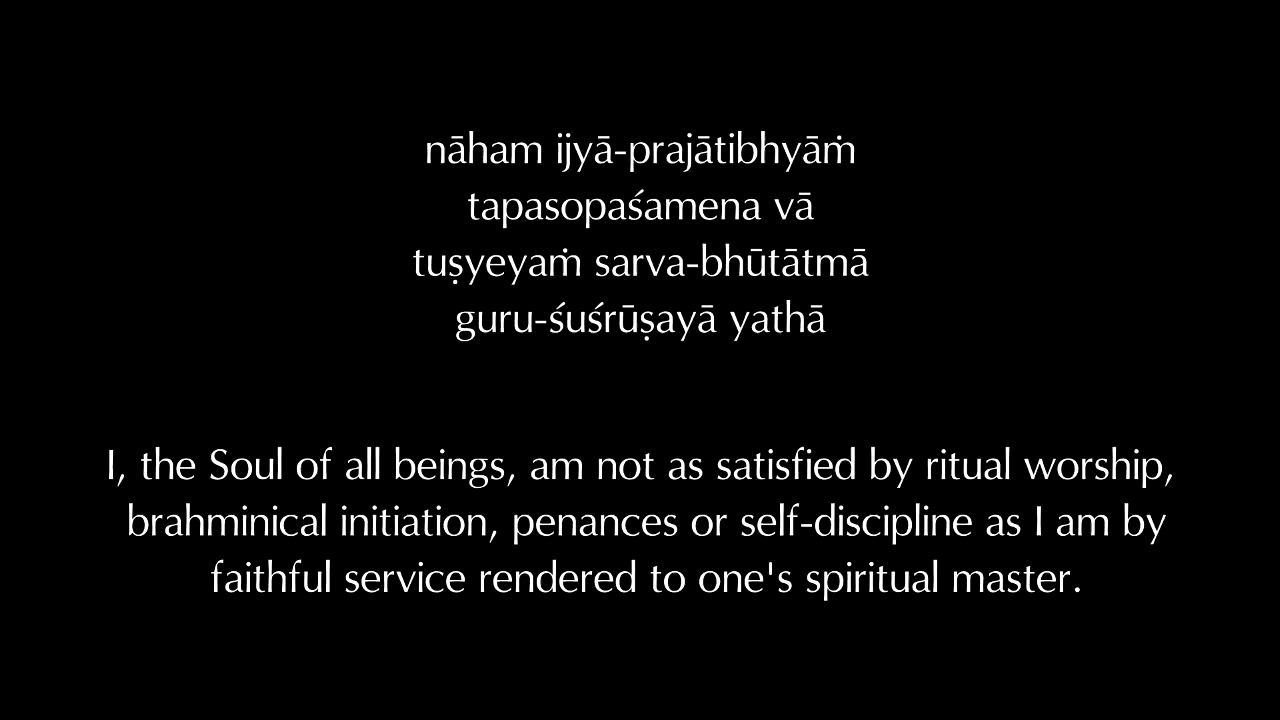 nāham ijyā-prajātibhyāṁ
tapasopaśamena vā
tuṣyeyaṁ sarva-bhūtātmā
guru-śuśrūṣayā yathā
I, the Soul of all beings, am not as satisfied by ritual worship,
brahminical initiation, penances or self-discipline as I am by
faithful service rendered to one's spiritual master.